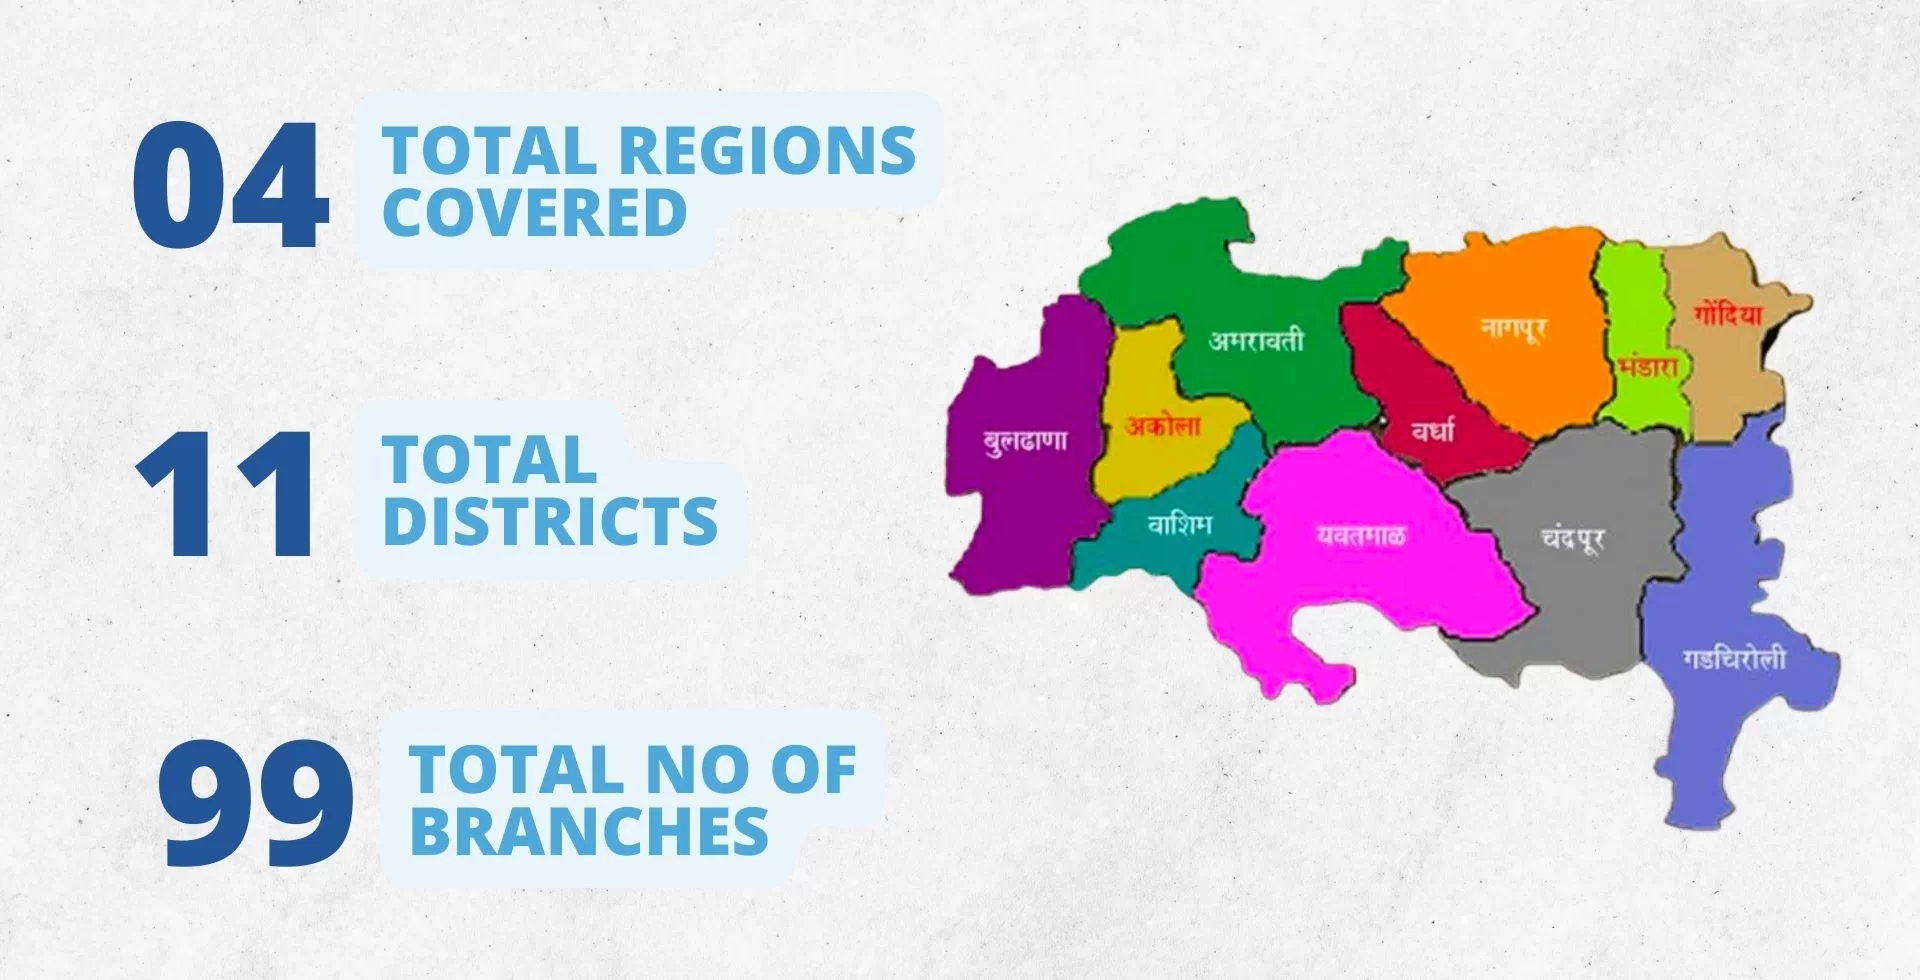 04
TOTAL REGIONS
COVERED
11
TOTAL
DISTRICTS
99
TOTAL NO OF
BRANCHES
अमरावती
नागपूर
गोंदिया
भंडारा
बुलढाणा
अकोला
वर्धा
वाशिम
यवतमाळ
चंद्रपूर
गडचिरोली